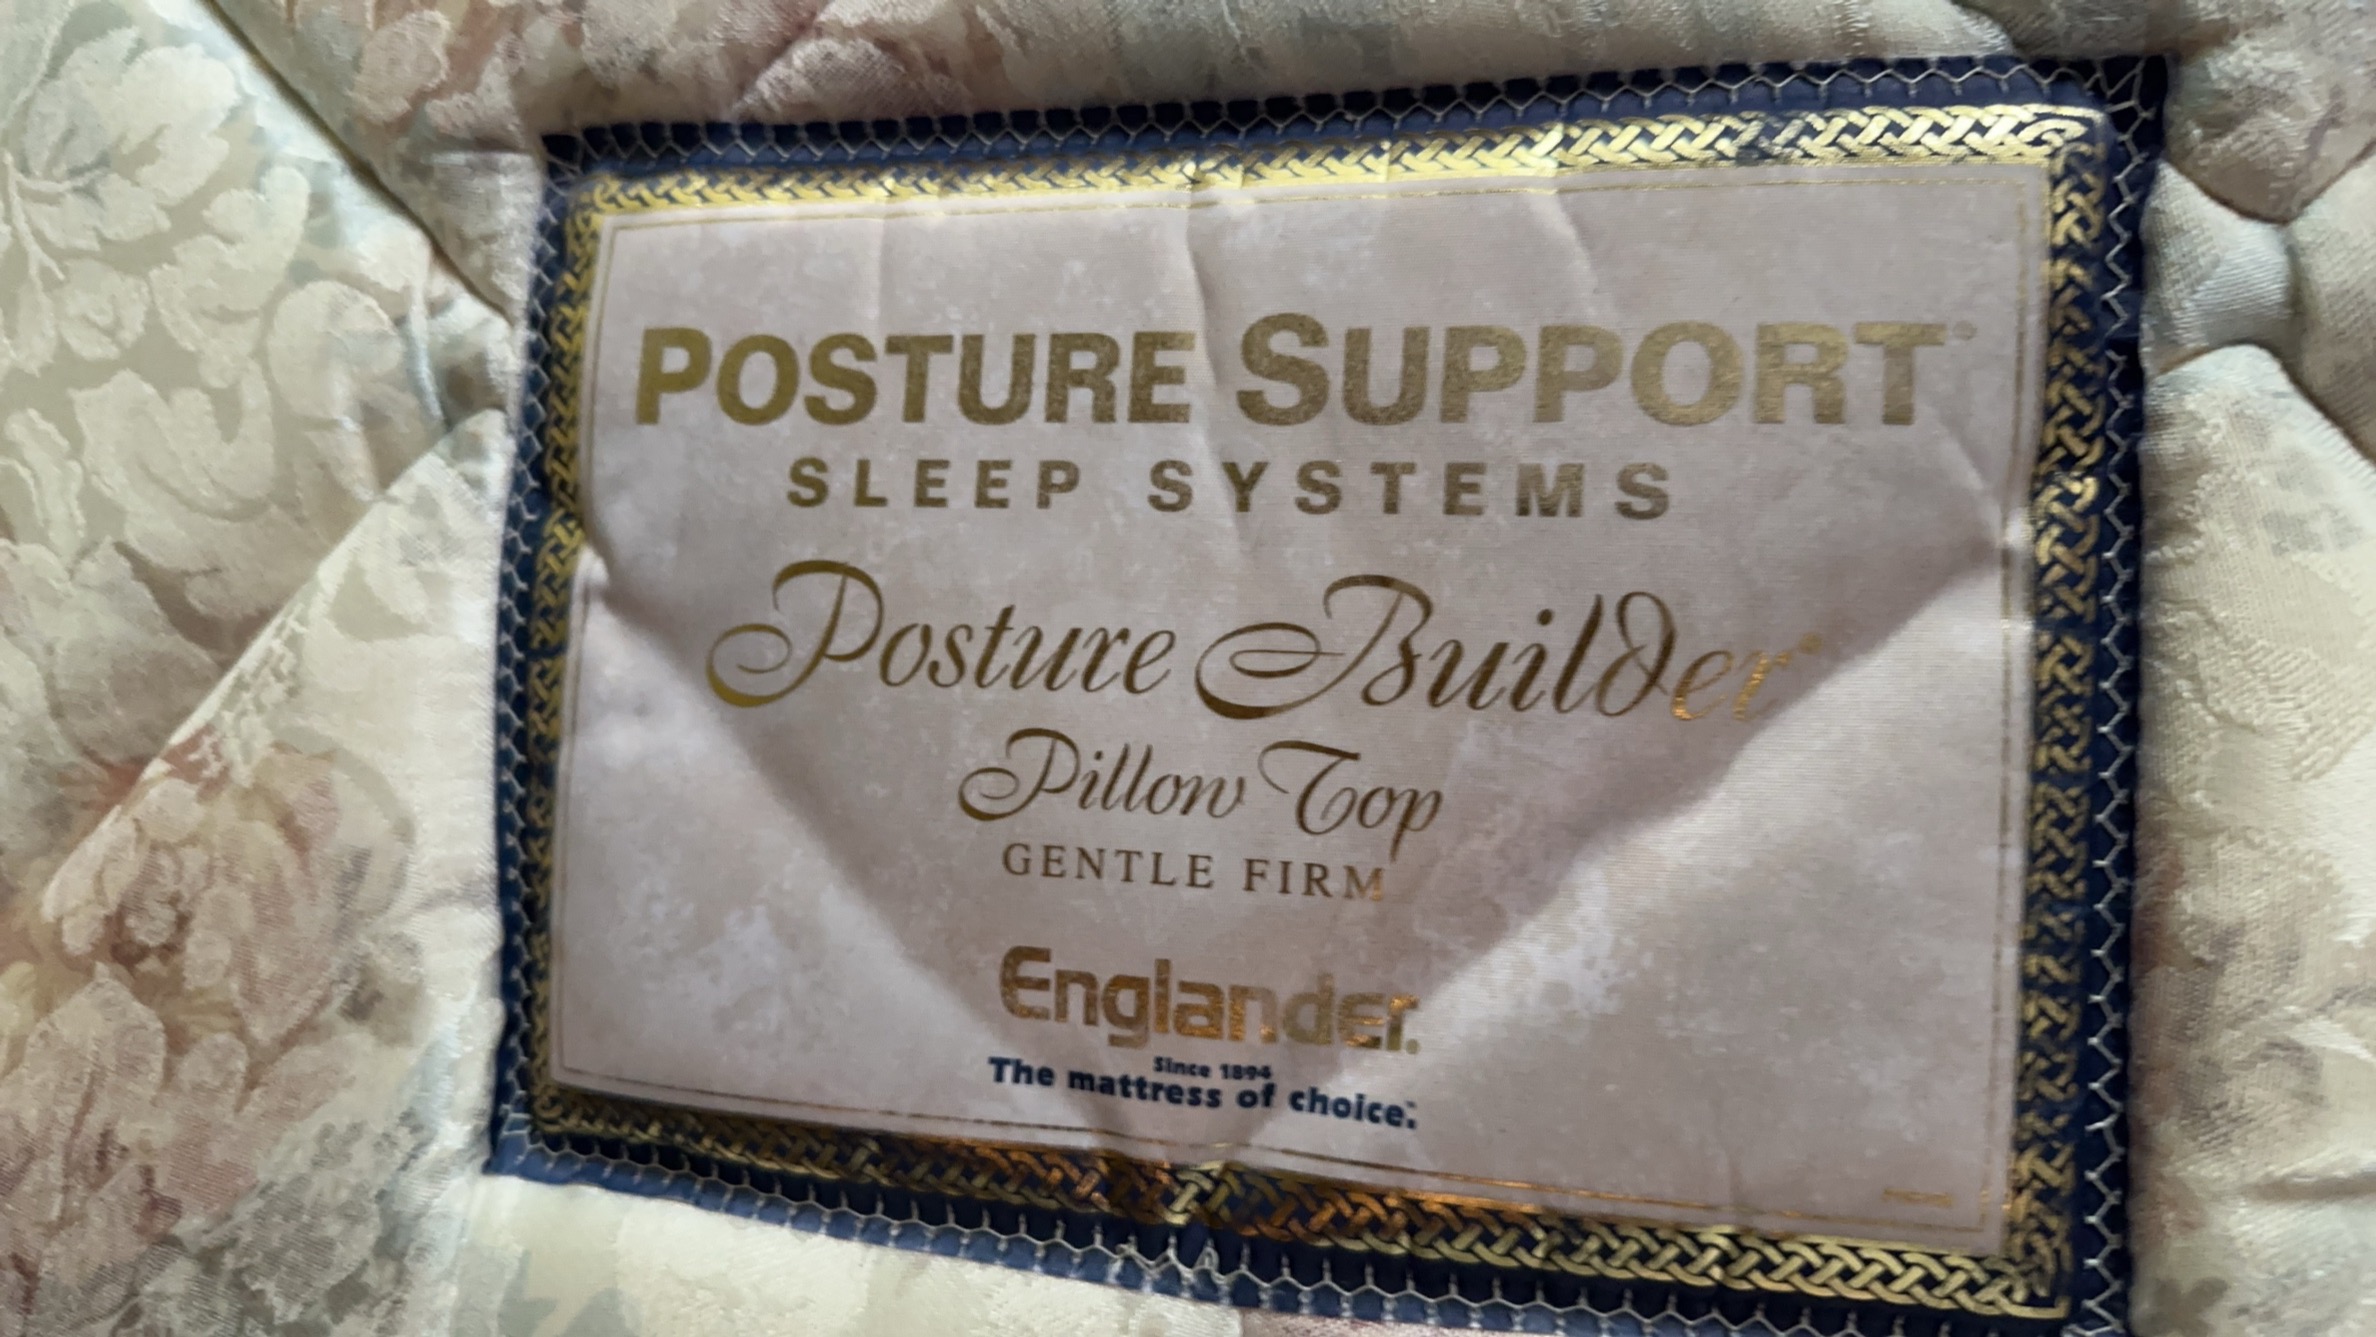 POSTURE SUPPORT
SLEEP SYSTEMS
Posture Builder®
Pillow Top
GENTLE FIRM
Englander.
Since 1894
The mattress of choice.